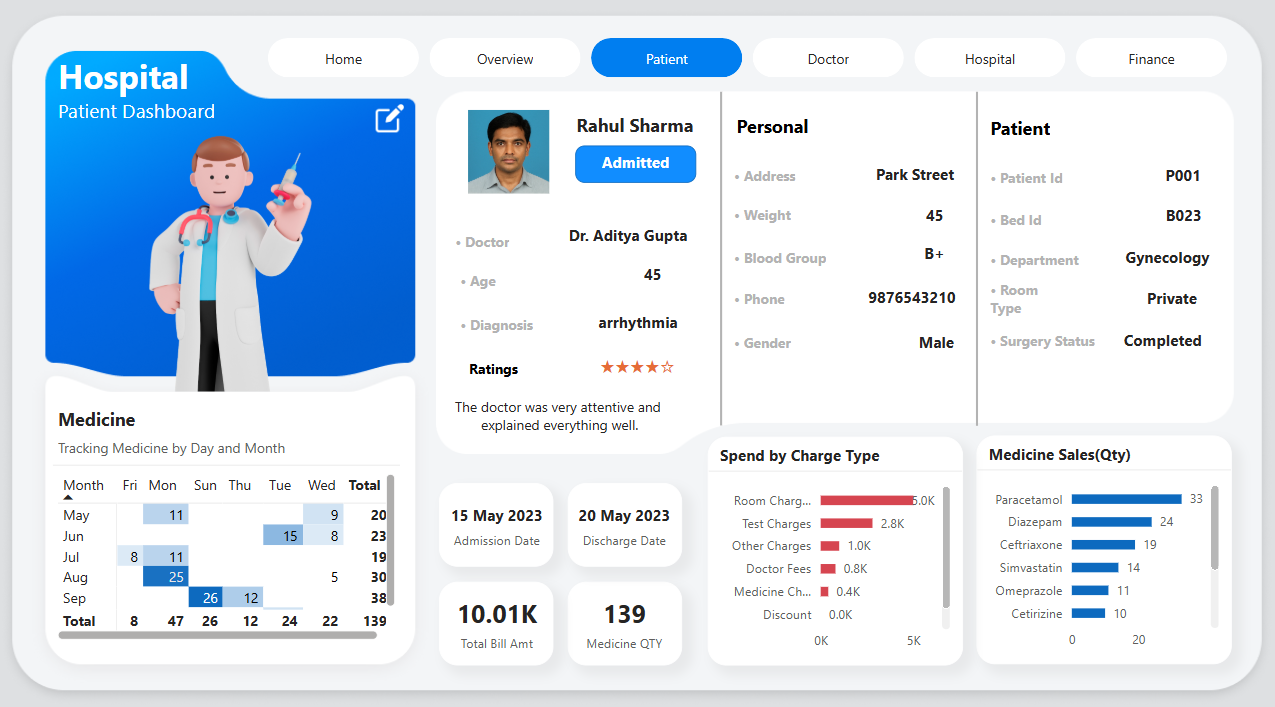 Home
Overview
Patient
Doctor
Hospital
Finance
Hospital
Patient Dashboard
Rahul Sharma
Admitted
• Doctor Dr. Aditya Gupta
• Age 45
• Diagnosis arrhythmia
Ratings ★★★★☆
The doctor was very attentive and
explained everything well.
Personal
• Address Park Street
• Weight 45
• Blood Group B+
• Phone 9876543210
• Gender Male
Patient
• Patient Id P001
• Bed Id B023
• Department Gynecology
• Room
Type Private
• Surgery Status Completed
Medicine
Tracking Medicine by Day and Month
Month Fri Mon Sun Thu Tue Wed Total
May 11 9 20
Jun 15 8 23
Jul 8 11 19
Aug 25 5 30
Sep 26 12 38
Total 8 47 26 12 24 22 139
15 May 2023
Admission Date
20 May 2023
Discharge Date
10.01K
Total Bill Amt
139
Medicine QTY
Spend by Charge Type
Room Charg... 5.0K
Test Charges 2.8K
Other Charges 1.0K
Doctor Fees 0.8K
Medicine Ch... 0.4K
Discount 0.0K
0K 5K
Medicine Sales(Qty)
Paracetamol 33
Diazepam 24
Ceftriaxone 19
Simvastatin 14
Omeprazole 11
Cetirizine 10
0 20